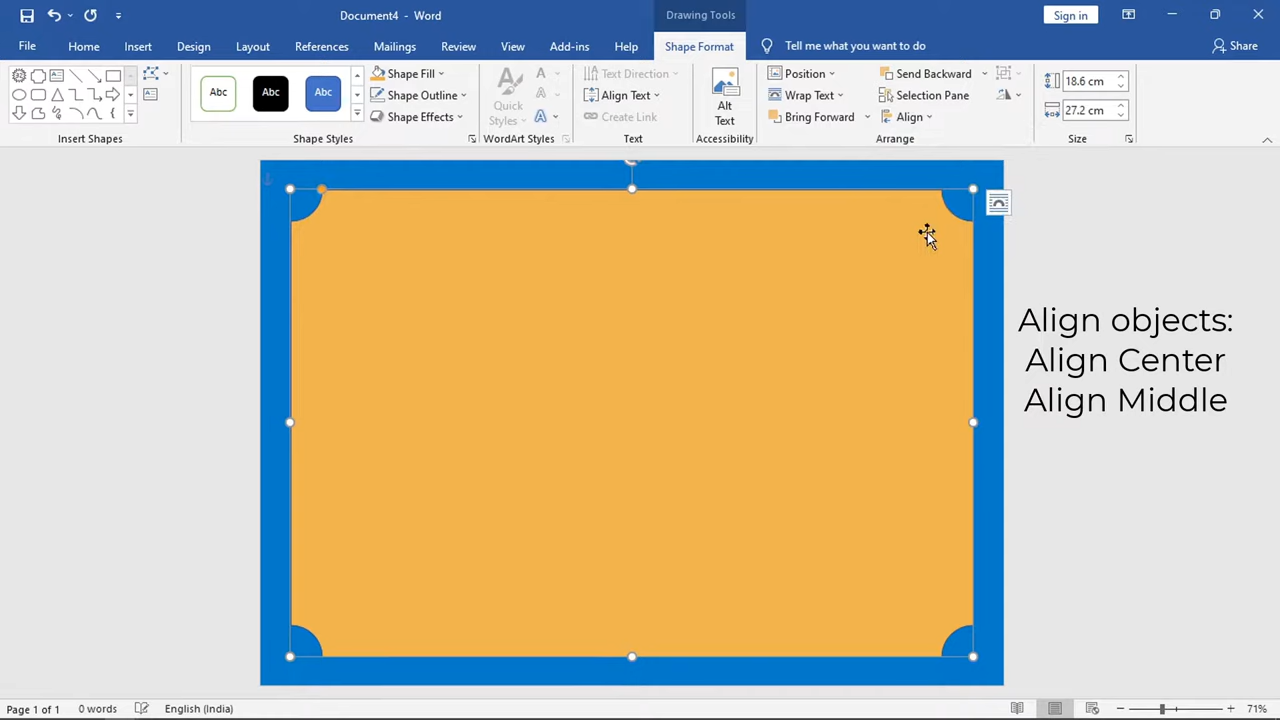 Document4 - Word
Drawing Tools
Sign in
File
Home
Insert
Design
Layout
References
Mailings
Review
View
Add-ins
Help
Shape Format
Tell me what you want to do
Share
Abc
Abc
Abc
Shape Fill
Shape Outline
Shape Effects
Quick
Styles
A
A
A
A
Text Direction
Align Text
Create Link
Alt
Text
Position
Wrap Text
Bring Forward
Send Backward
Selection Pane
Align
18.6 cm
27.2 cm
Insert Shapes
Shape Styles
WordArt Styles
Text
Accessibility
Arrange
Size
Align objects:
Align Center
Align Middle
Page 1 of 1
0 words
English (India)
71%